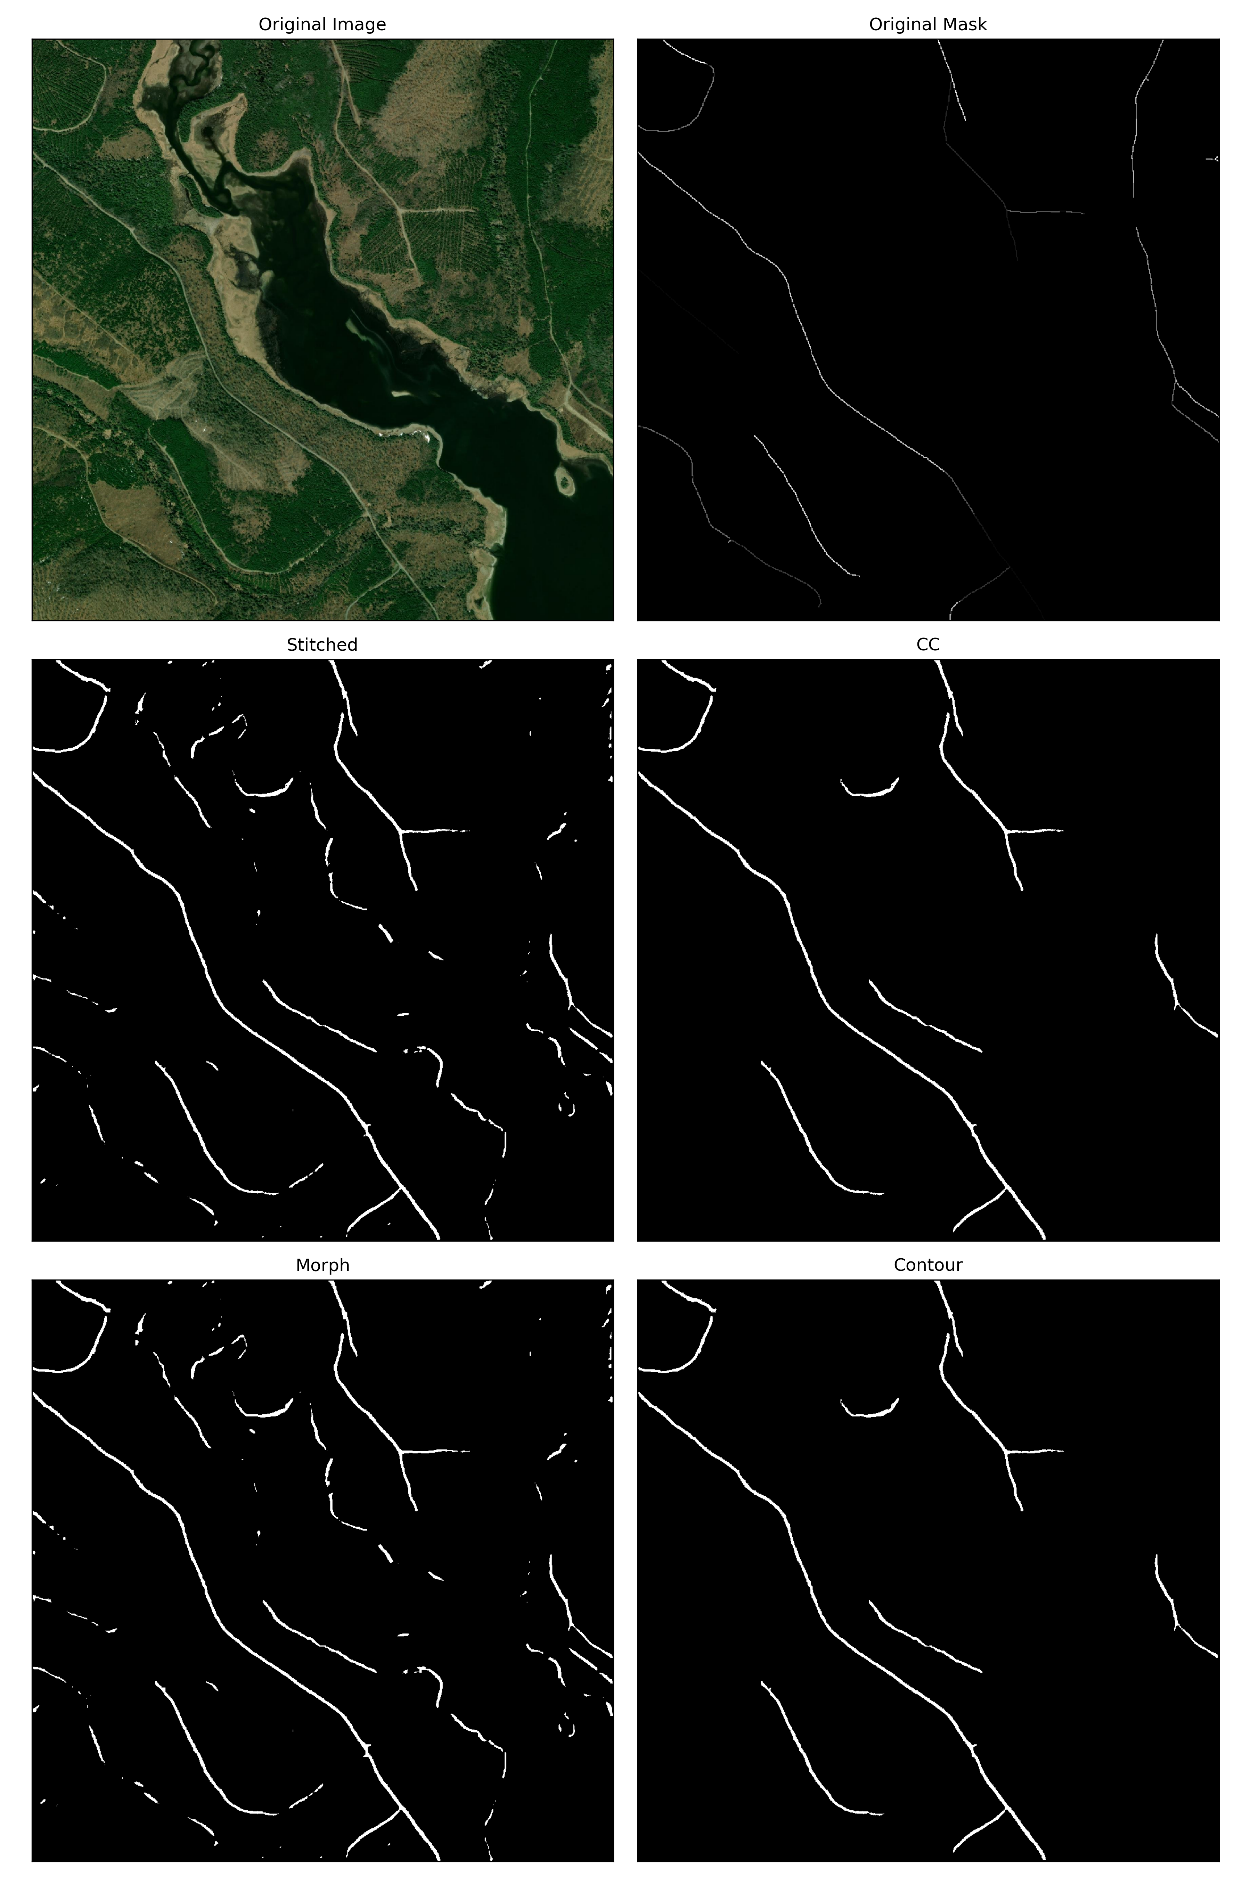 Original Image
Original Mask
Stitched
CC
Morph
Contour